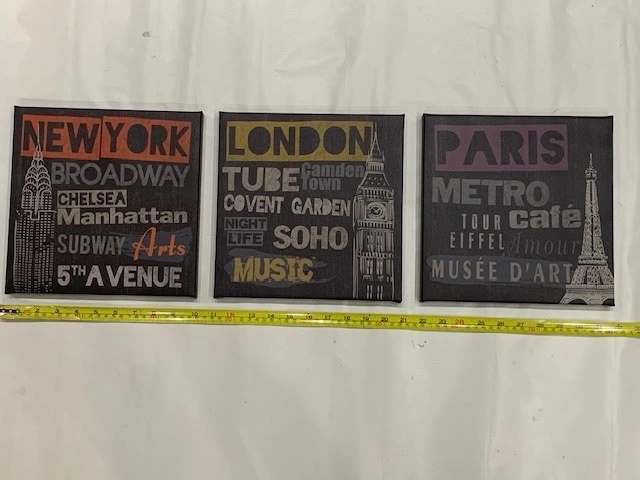 NEW YORK
BROADWAY
CHELSEA
Manhattan
SUBWAY Arts
5TH AVENUE
LONDON
TUBE Camden Town
COVENT GARDEN
NIGHT LIFE SOHO
MUSIC
PARIS
METRO
TOUR EIFFEL café
Amour
MUSÉE D'ART